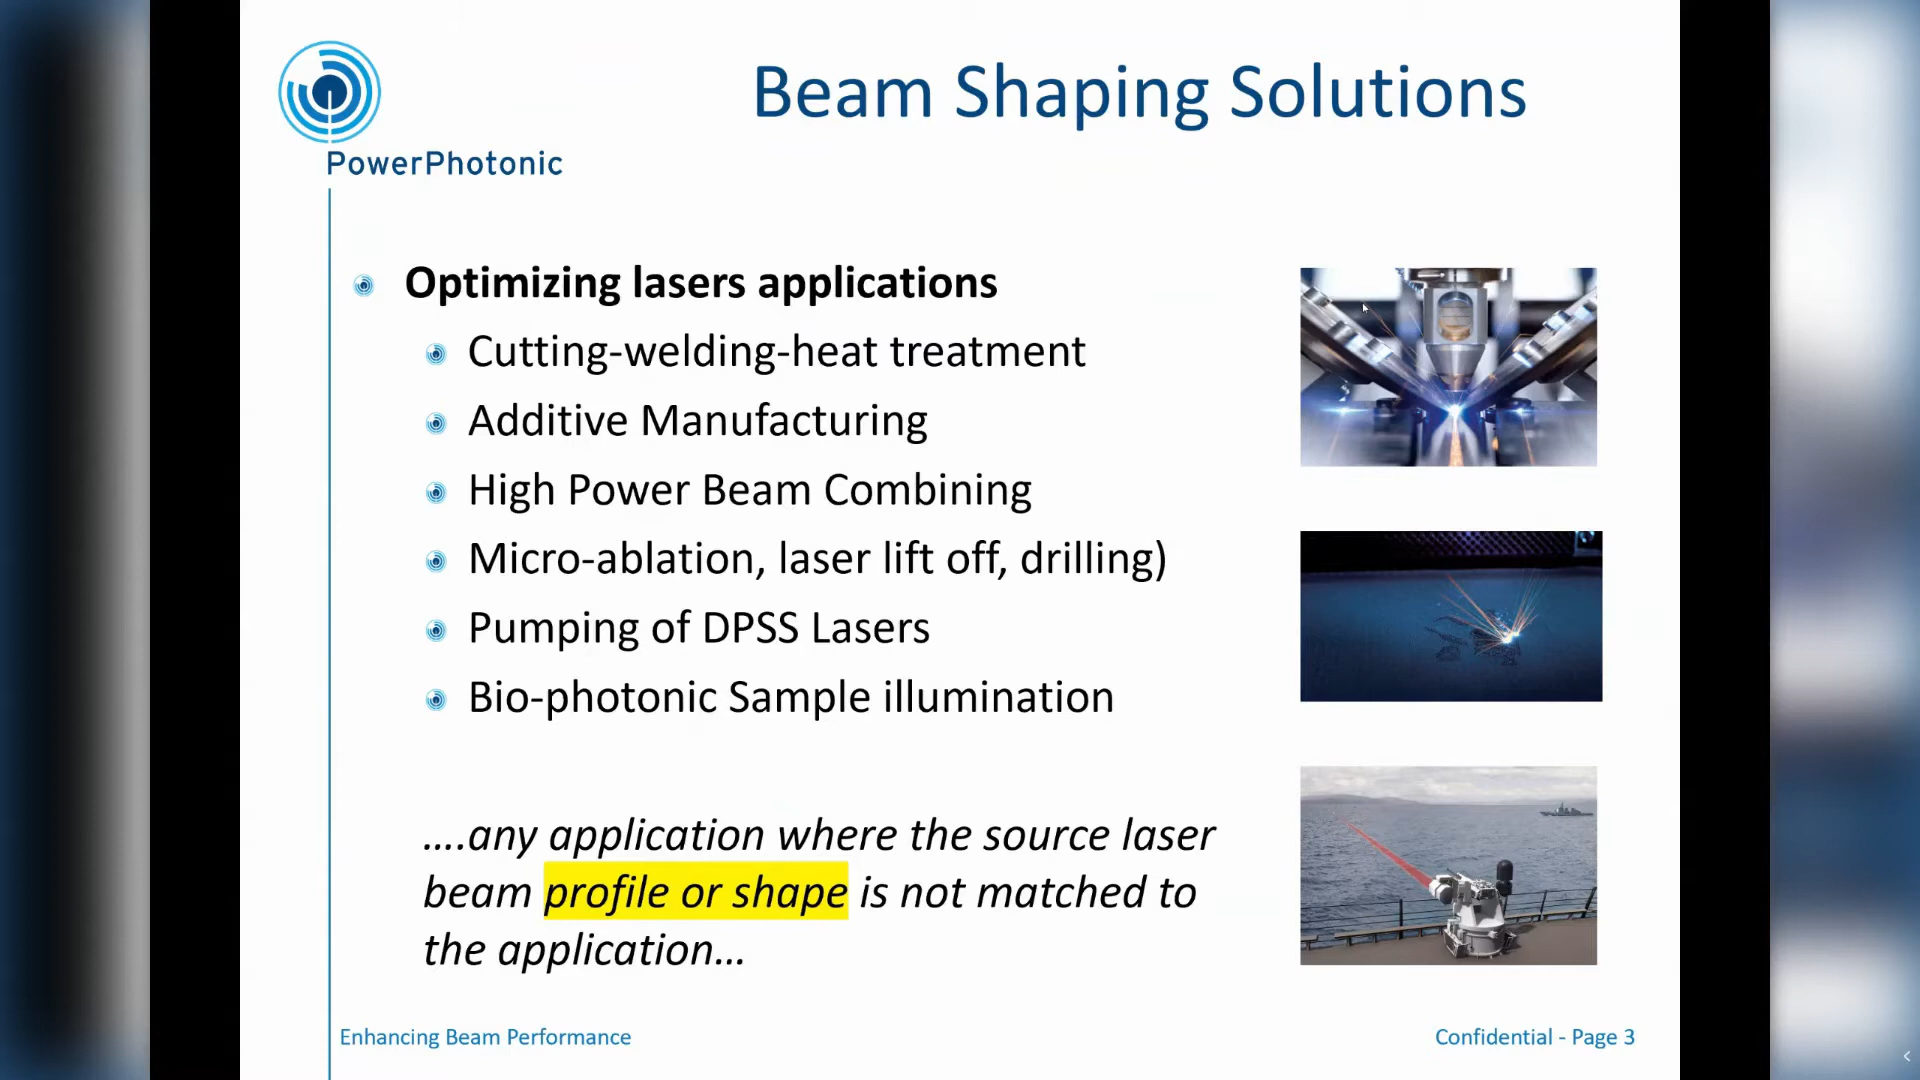 Beam Shaping Solutions
PowerPhotonic
Optimizing lasers applications
Cutting-welding-heat treatment
Additive Manufacturing
High Power Beam Combining
Micro-ablation, laser lift off, drilling)
Pumping of DPSS Lasers
Bio-photonic Sample illumination
....any application where the source laser
beam profile or shape is not matched to
the application...
Enhancing Beam Performance
Confidential - Page 3